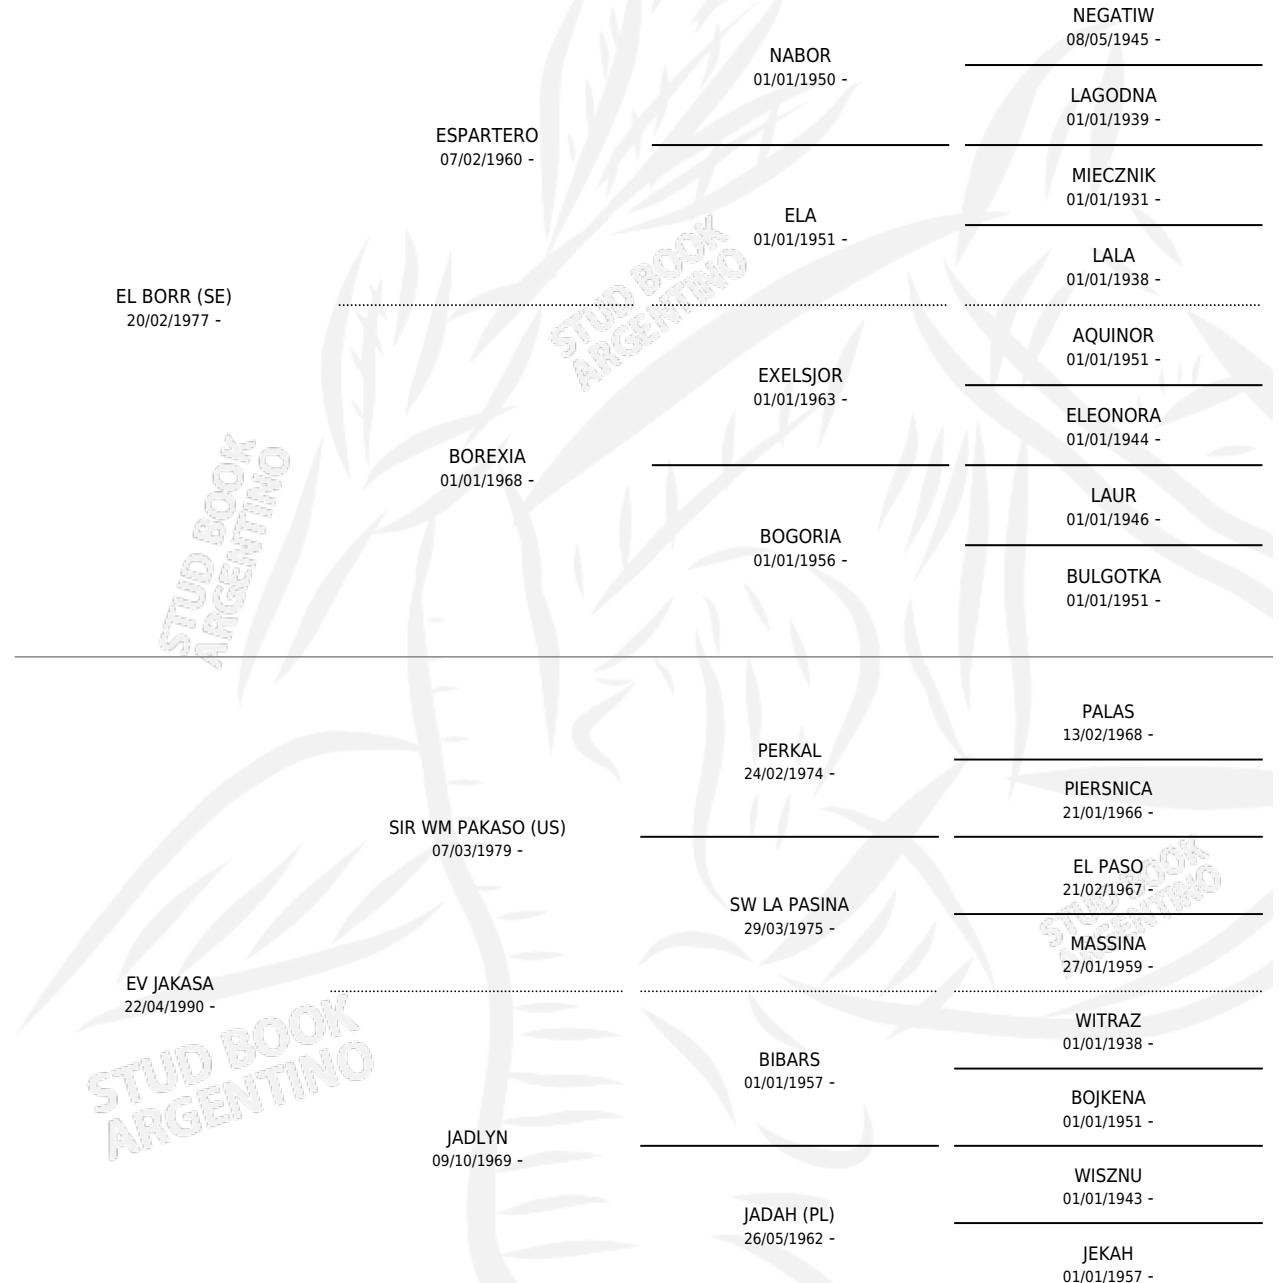 NEGATIW
08/05/1945 -
NABOR
01/01/1950 -
LAGODNA
01/01/1939 -
ESPARTERO
07/02/1960 -
MIECZNIK
01/01/1931 -
ELA
01/01/1951 -
LALA
01/01/1938 -
EL BORR (SE)
20/02/1977 -
AQUINOR
01/01/1951 -
EXELSJOR
01/01/1963 -
ELEONORA
01/01/1944 -
BOREXIA
01/01/1968 -
LAUR
01/01/1946 -
BOGORIA
01/01/1956 -
BULGOTKA
01/01/1951 -
STUD BOOK
ARGENTINO
STUD BOOK
ARGENTINO
PALAS
13/02/1968 -
PERKAL
24/02/1974 -
PIERSNICA
21/01/1966 -
SIR WM PAKASO (US)
07/03/1979 -
EL PASO
21/02/1967 -
SW LA PASINA
29/03/1975 -
MASSINA
27/01/1959 -
EV JAKASA
22/04/1990 -
WITRAZ
01/01/1938 -
BIBARS
01/01/1957 -
BOJKENA
01/01/1951 -
JADLYN
09/10/1969 -
WISZNU
01/01/1943 -
JADAH (PL)
26/05/1962 -
JEKAH
01/01/1957 -
STUD BOOK
ARGENTINO
STUD BOOK
ARGENTINO